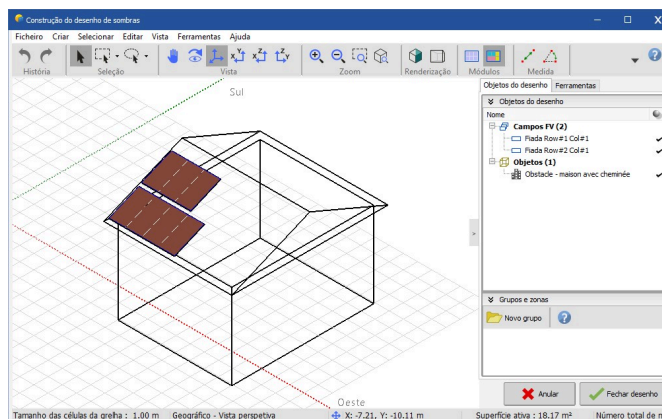 Construção do desenho de sombras
Ficheiro Criar Selecionar Editar Vista Ferramentas Ajuda
História Seleção Vista Zoom Renderização Módulos Medida
Sul
Objetos do desenho Ferramentas
Objetos do desenho
Nome
Campos FV (2)
Fiada Row#1 Col#1
Fiada Row#2 Col#1
Objetos (1)
Obstacle - maison avec cheminée
Grupos e zonas
Novo grupo
Oeste
Anular Fechar desenho
Tamanho das células da grelha : 1.00 m Geográfico - Vista perspetiva X: -7.21, Y: -10.11 m Superfície ativa : 18.17 m² Número total de m